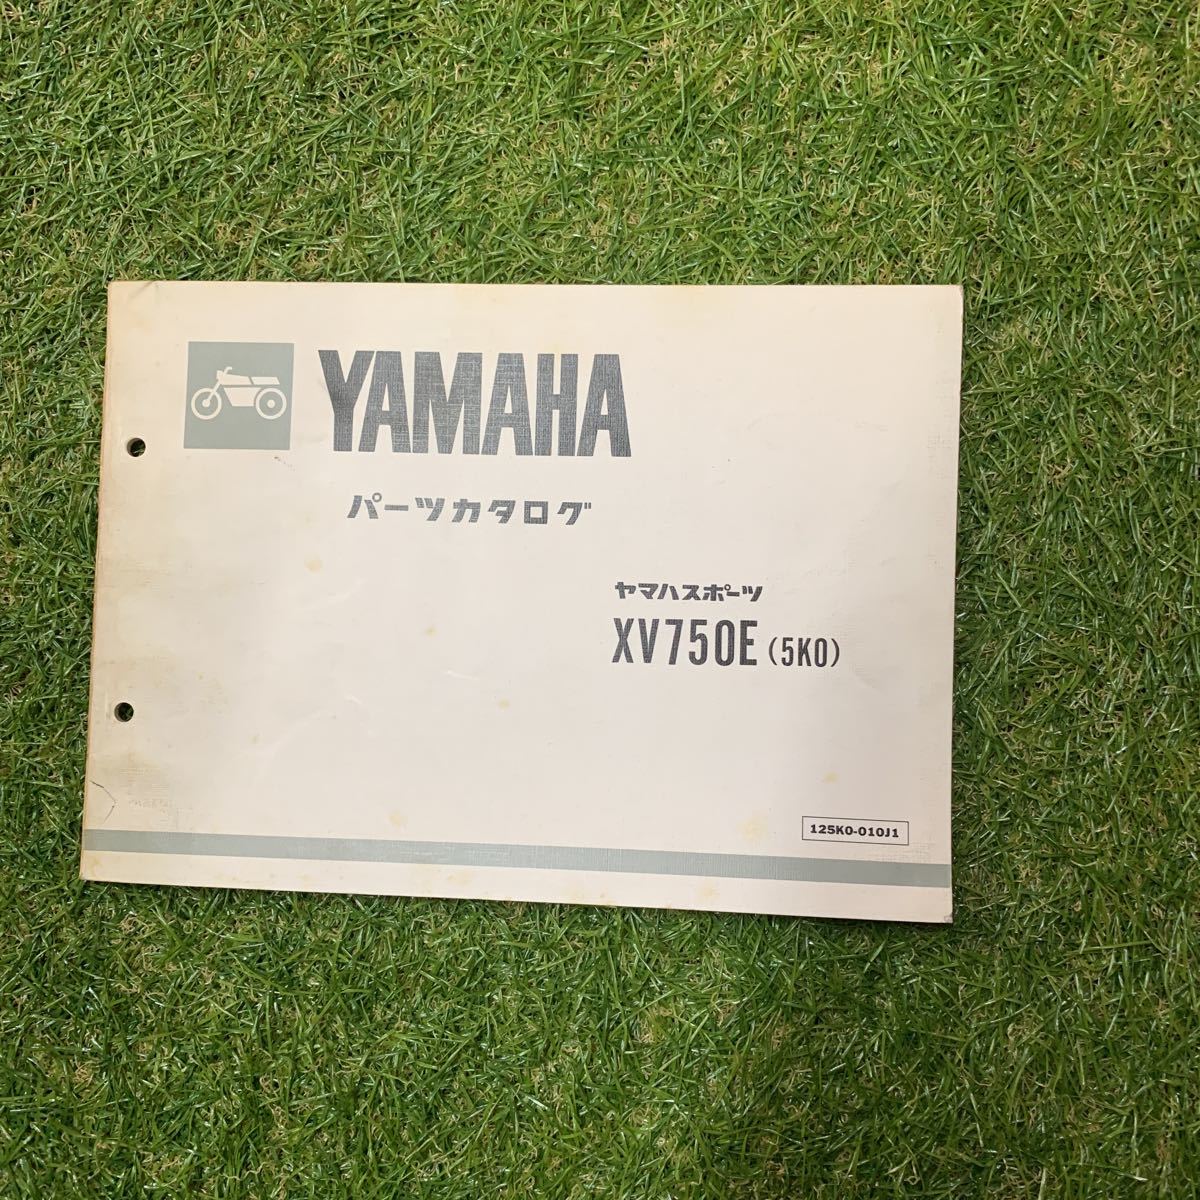 YAMAHA
パーツカタログ
ヤマハスポーツ
XV750E (5K0)
125K0-010J1